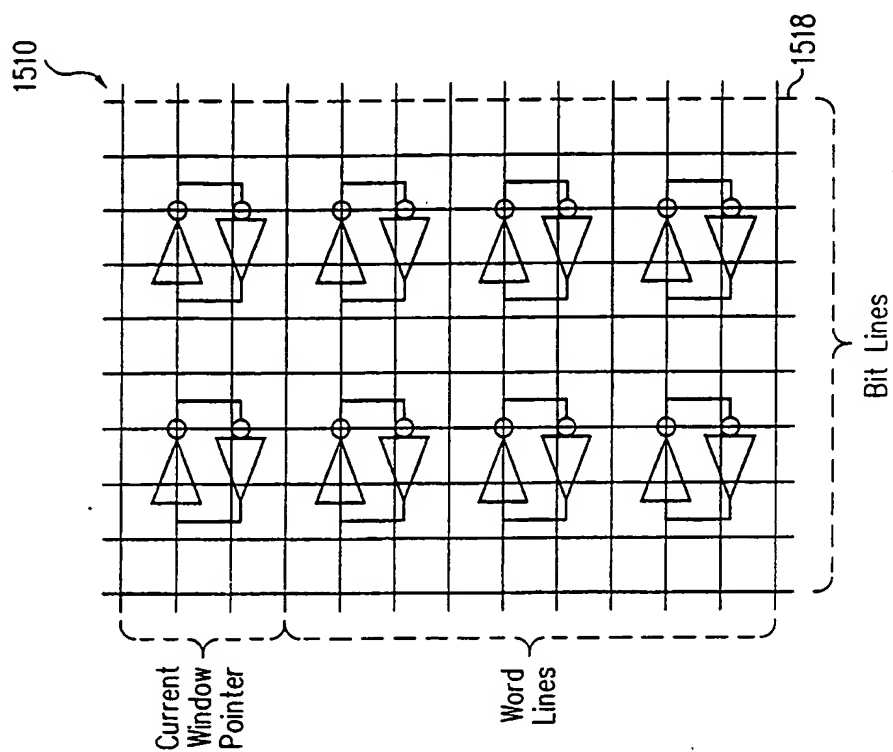 1510
1518
Current
Window
Pointer
Word
Lines
Bit Lines